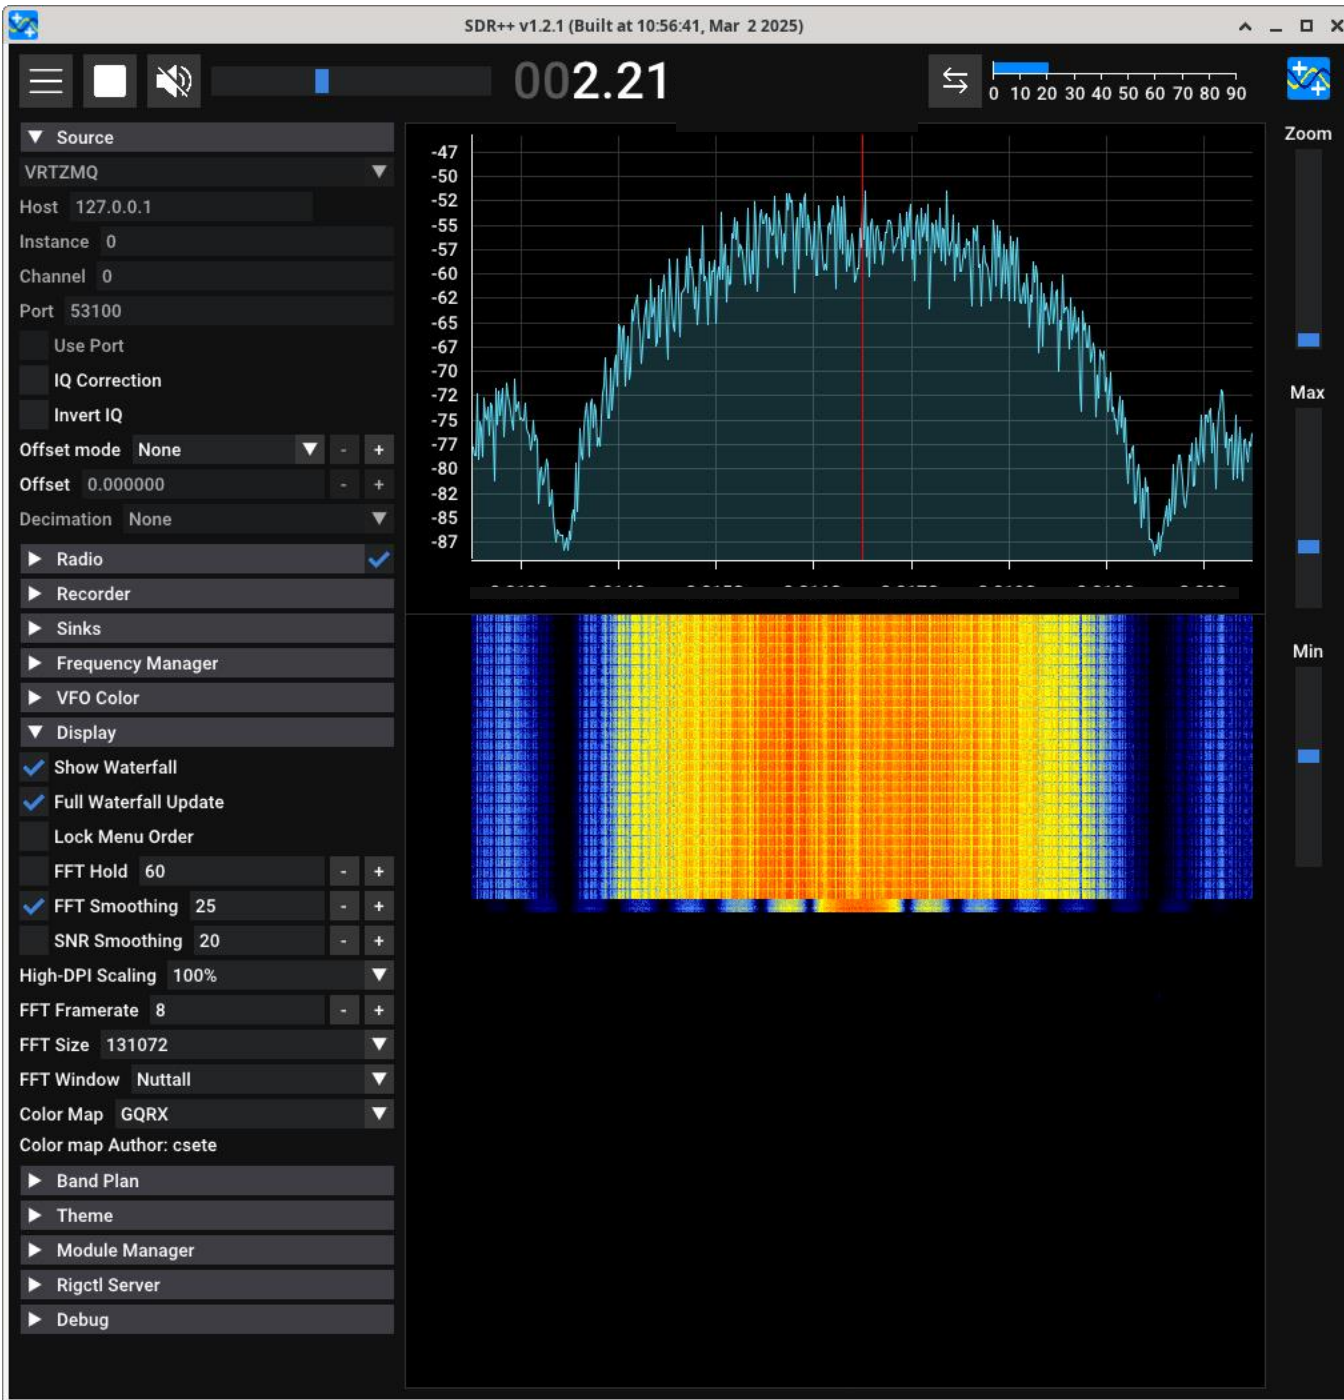 SDR++ v1.2.1 (Built at 10:56:41, Mar 2 2025)
002.21
0 10 20 30 40 50 60 70 80 90
Source
VRTZMQ
Host 127.0.0.1
Instance 0
Channel 0
Port 53100
Use Port
IQ Correction
Invert IQ
Offset mode None - +
Offset 0.000000 - +
Decimation None
Radio
Recorder
Sinks
Frequency Manager
VFO Color
Display
Show Waterfall
Full Waterfall Update
Lock Menu Order
FFT Hold 60 - +
FFT Smoothing 25 - +
SNR Smoothing 20 - +
High-DPI Scaling 100%
FFT Framerate 8 - +
FFT Size 131072
FFT Window Nuttall
Color Map GQRX
Color map Author: csete
Band Plan
Theme
Module Manager
Rigctl Server
Debug
-47
-50
-52
-55
-57
-60
-62
-65
-67
-70
-72
-75
-77
-80
-82
-85
-87
Zoom
Max
Min